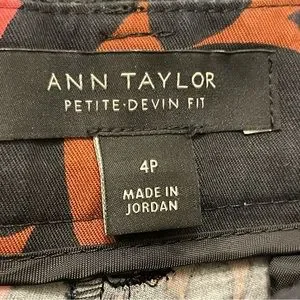 ANN TAYLOR
PETITE·DEVIN FIT
4P
MADE IN
JORDAN